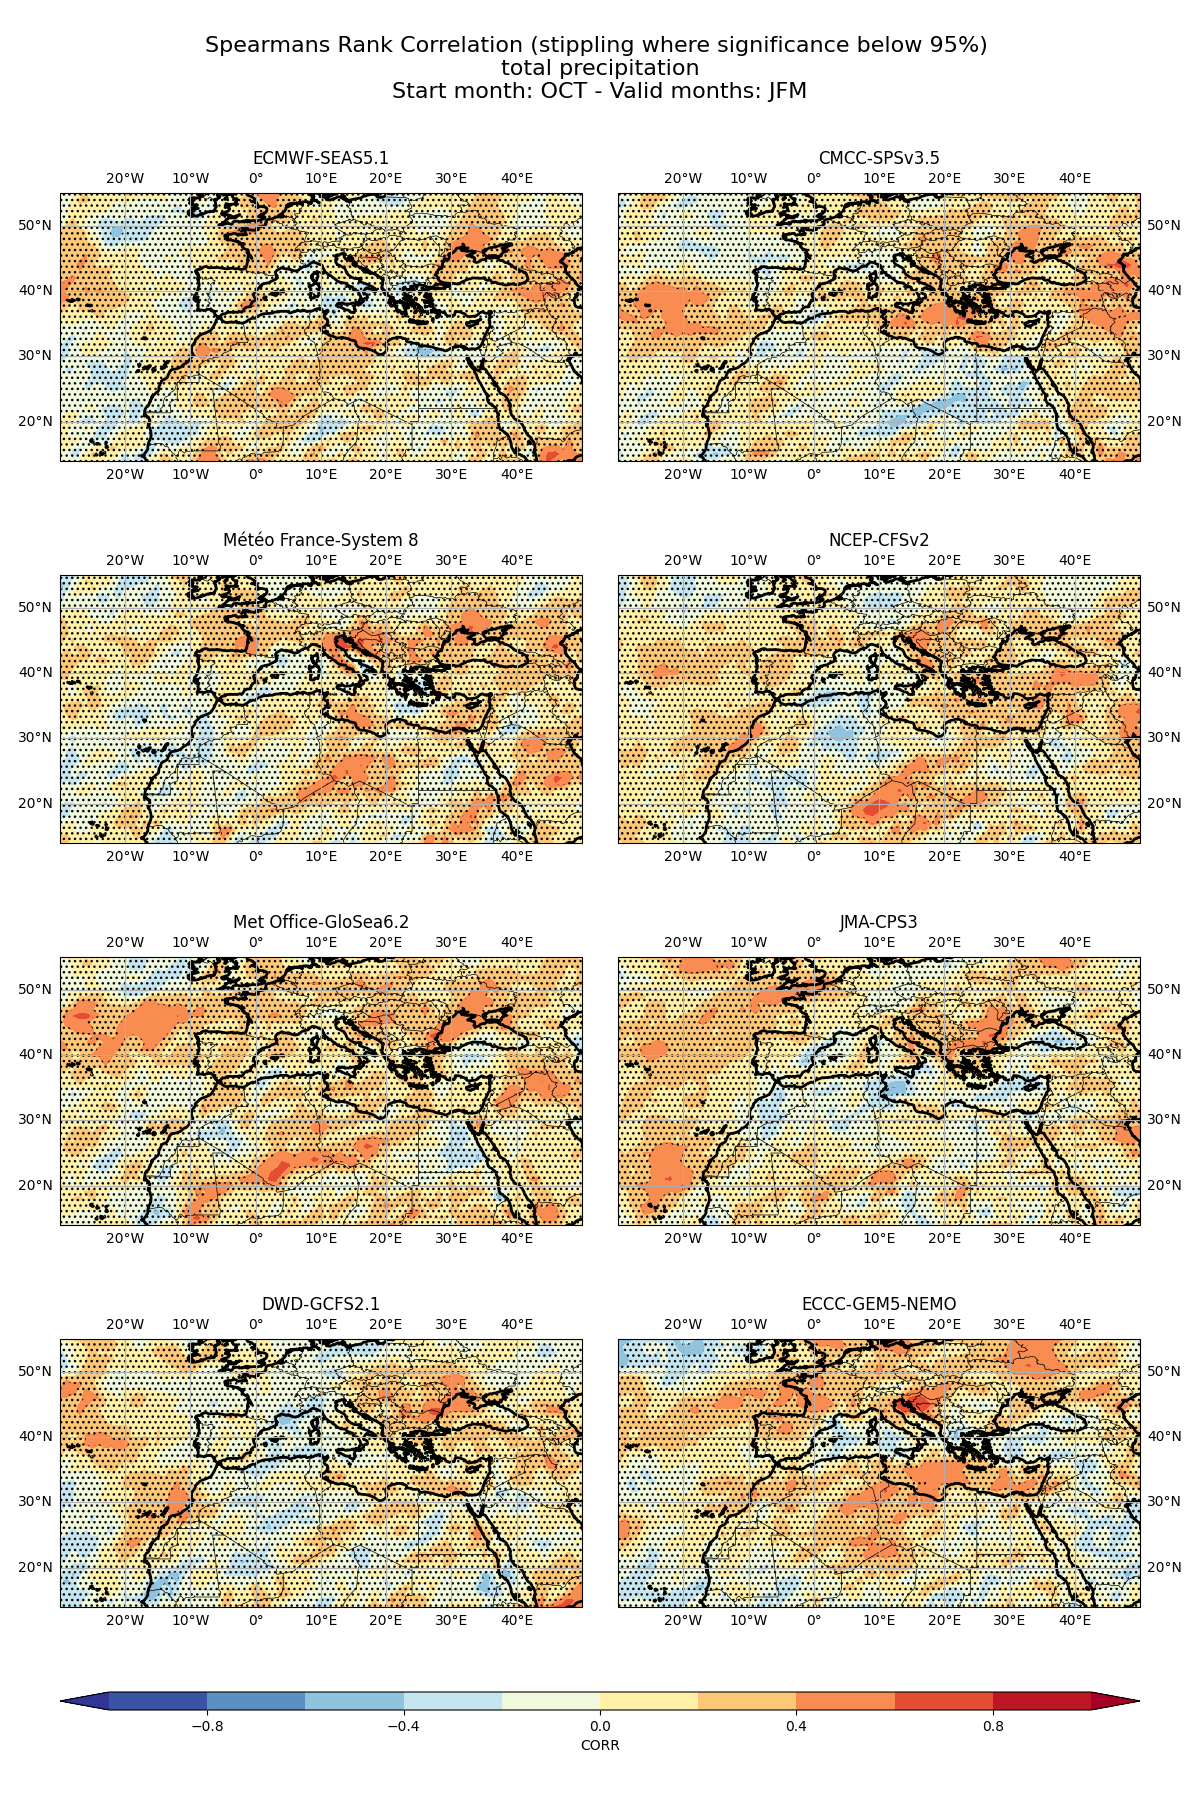 Spearmans Rank Correlation (stippling where significance below 95%)
total precipitation
Start month: OCT - Valid months: JFM
ECMWF-SEAS5.1
20°W 10°W 0° 10°E 20°E 30°E 40°E
50°N
40°N
30°N
20°N
20°W 10°W 0° 10°E 20°E 30°E 40°E
CMCC-SPSv3.5
20°W 10°W 0° 10°E 20°E 30°E 40°E
50°N
40°N
30°N
20°N
20°W 10°W 0° 10°E 20°E 30°E 40°E
Météo France-System 8
20°W 10°W 0° 10°E 20°E 30°E 40°E
50°N
40°N
30°N
20°N
20°W 10°W 0° 10°E 20°E 30°E 40°E
NCEP-CFSv2
20°W 10°W 0° 10°E 20°E 30°E 40°E
50°N
40°N
30°N
20°N
20°W 10°W 0° 10°E 20°E 30°E 40°E
Met Office-GloSea6.2
20°W 10°W 0° 10°E 20°E 30°E 40°E
50°N
40°N
30°N
20°N
20°W 10°W 0° 10°E 20°E 30°E 40°E
JMA-CPS3
20°W 10°W 0° 10°E 20°E 30°E 40°E
50°N
40°N
30°N
20°N
20°W 10°W 0° 10°E 20°E 30°E 40°E
DWD-GCFS2.1
20°W 10°W 0° 10°E 20°E 30°E 40°E
50°N
40°N
30°N
20°N
20°W 10°W 0° 10°E 20°E 30°E 40°E
ECCC-GEM5-NEMO
20°W 10°W 0° 10°E 20°E 30°E 40°E
50°N
40°N
30°N
20°N
20°W 10°W 0° 10°E 20°E 30°E 40°E
−0.8 −0.4 0.0 0.4 0.8
CORR